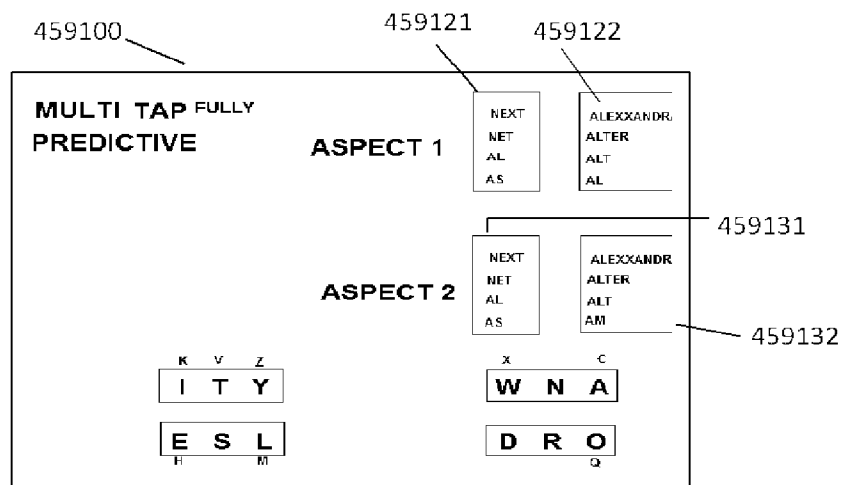 459100
459121
459122
MULTI TAP FULLY
PREDICTIVE
ASPECT 1
NEXT
NET
AL
AS
ALEXXANDRA
ALTER
ALT
AL
459131
ASPECT 2
NEXT
NET
AL
AS
ALEXXANDR
ALTER
ALT
AM
459132
K V Z
I T Y
X C
W N A
E S L
H M
D R O
Q